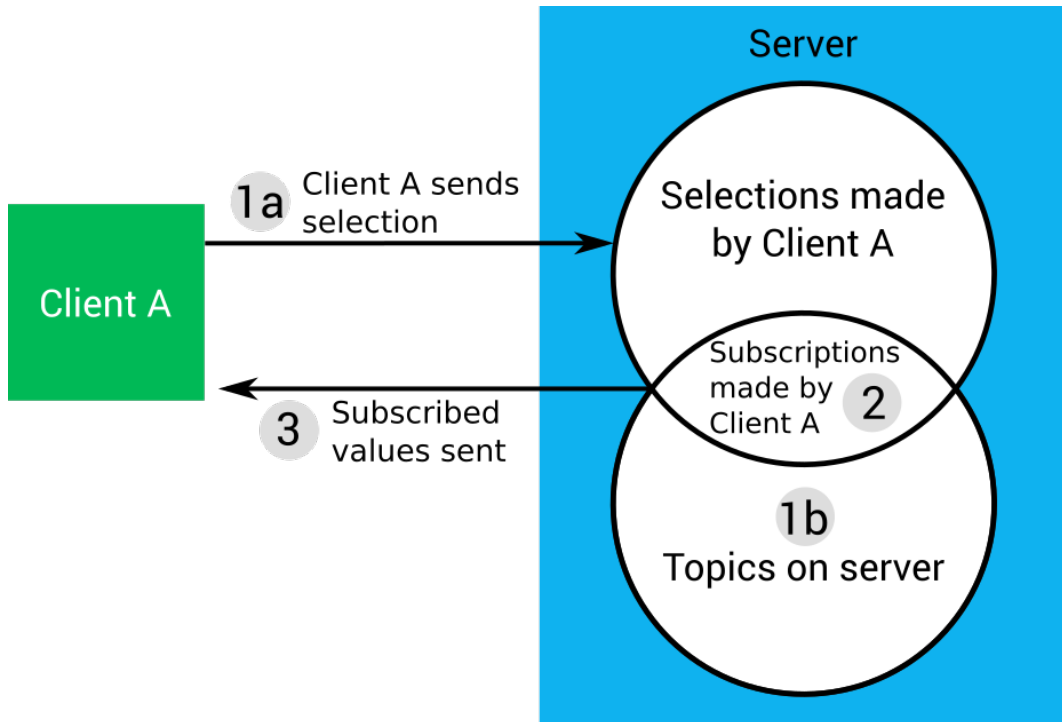 Server
1a Client A sends
selection
Selections made
by Client A
Client A
Subscriptions
made by
Client A 2
3 Subscribed
values sent
1b
Topics on server